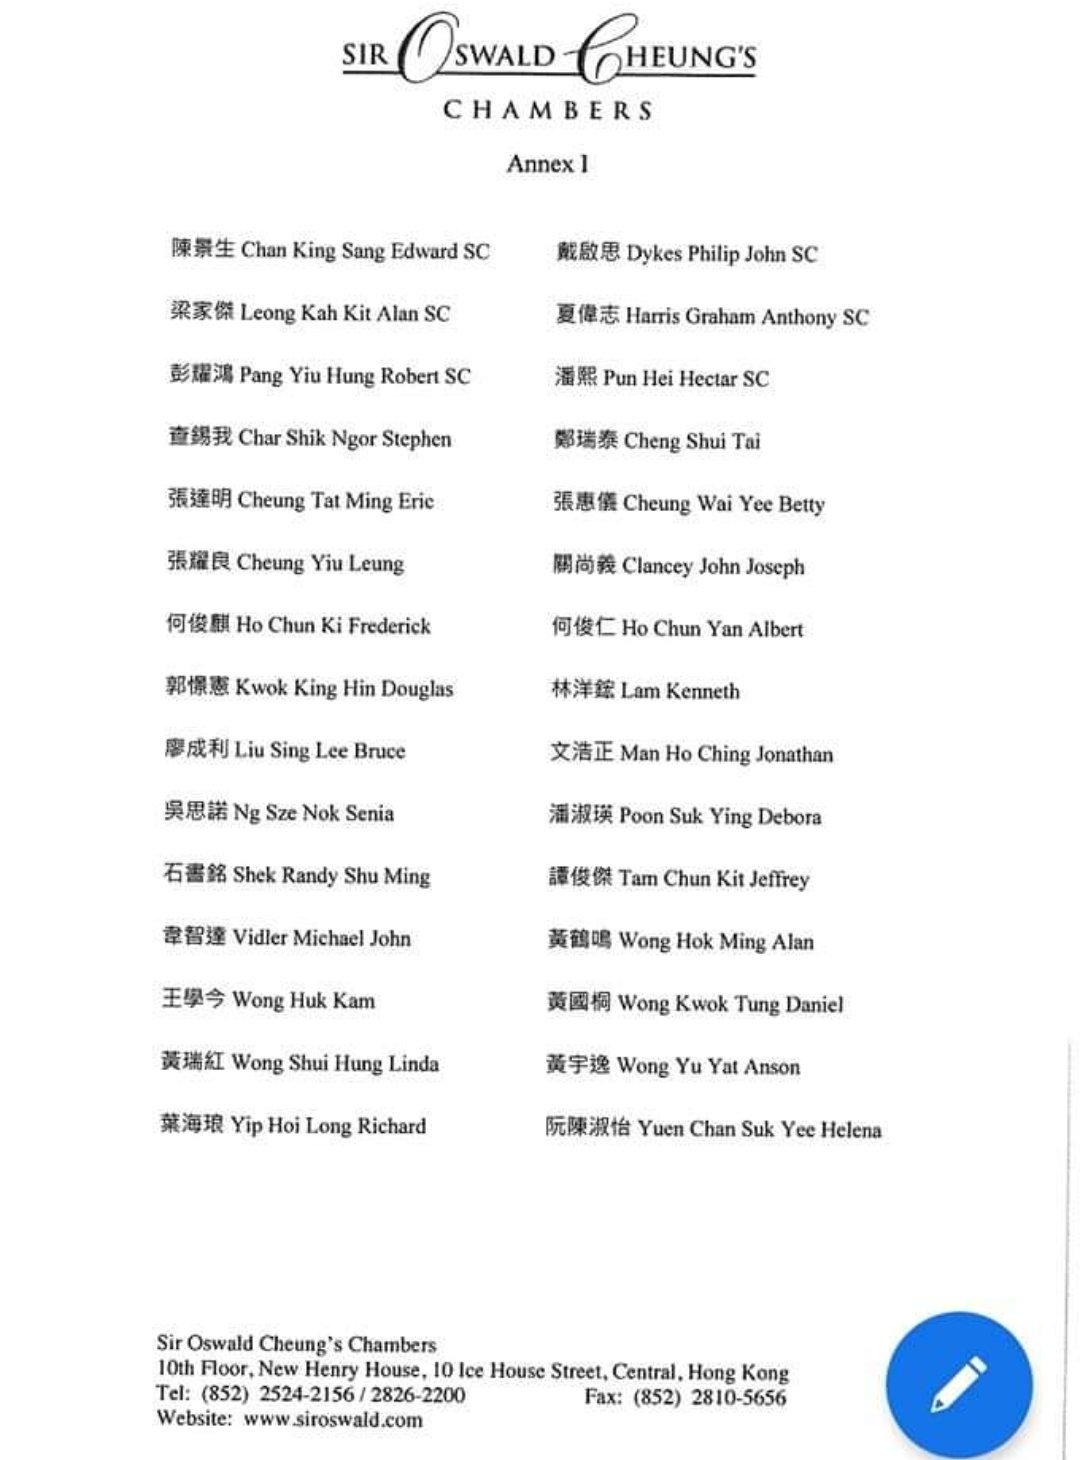 SIR OSWALD CHEUNG'S
CHAMBERS
Annex I
陳景生 Chan King Sang Edward SC
戴啟思 Dykes Philip John SC
梁家傑 Leong Kah Kit Alan SC
夏偉志 Harris Graham Anthony SC
彭耀鴻 Pang Yiu Hung Robert SC
潘熙 Pun Hei Hectar SC
查錫我 Char Shik Ngor Stephen
鄭瑞泰 Cheng Shui Tai
張達明 Cheung Tat Ming Eric
張惠儀 Cheung Wai Yee Betty
張耀良 Cheung Yiu Leung
關尚義 Clancey John Joseph
何俊麒 Ho Chun Ki Frederick
何俊仁 Ho Chun Yan Albert
郭憬憲 Kwok King Hin Douglas
林洋鋐 Lam Kenneth
廖成利 Liu Sing Lee Bruce
文浩正 Man Ho Ching Jonathan
吳思諾 Ng Sze Nok Senia
潘淑瑛 Poon Suk Ying Debora
石書銘 Shek Randy Shu Ming
譚俊傑 Tam Chun Kit Jeffrey
韋智達 Vidler Michael John
黃鶴鳴 Wong Hok Ming Alan
王學今 Wong Huk Kam
黃國桐 Wong Kwok Tung Daniel
黃瑞紅 Wong Shui Hung Linda
黃宇逸 Wong Yu Yat Anson
葉海琅 Yip Hoi Long Richard
阮陳淑怡 Yuen Chan Suk Yee Helena
Sir Oswald Cheung's Chambers
10th Floor, New Henry House, 10 Ice House Street, Central, Hong Kong
Tel: (852) 2524-2156 / 2826-2200 Fax: (852) 2810-5656
Website: www.siroswald.com